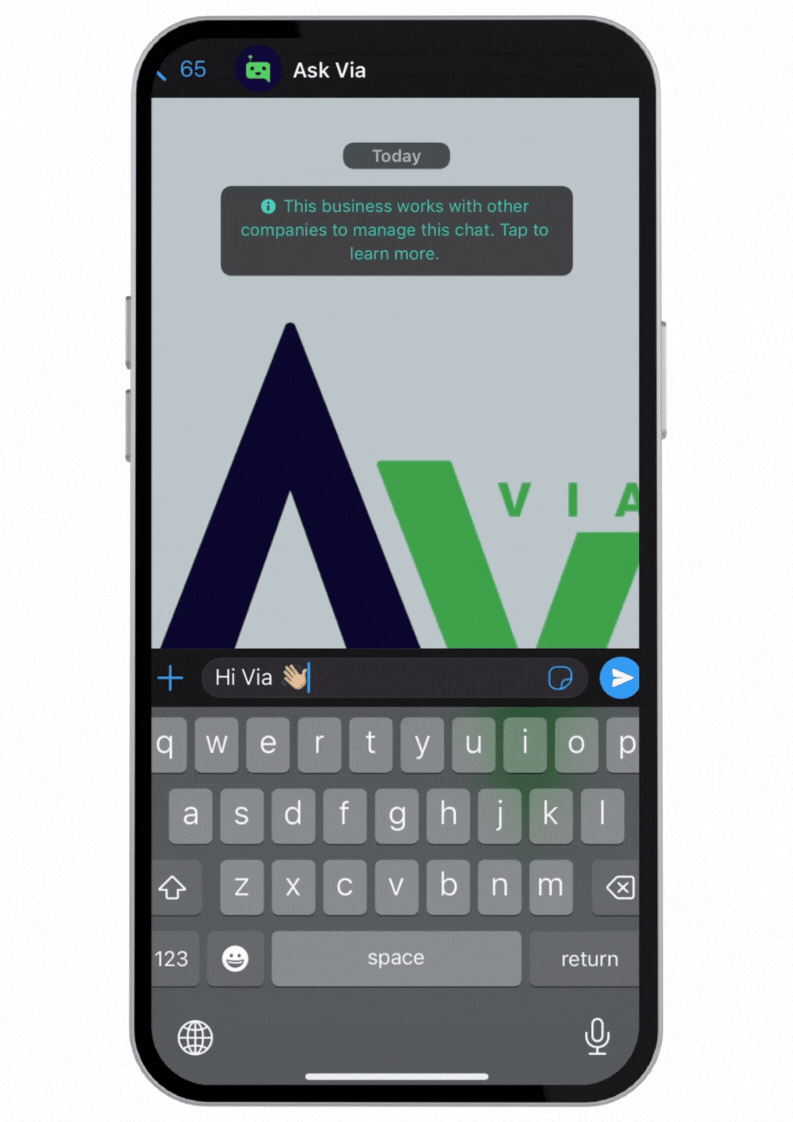 65 Ask Via
Today
This business works with other
companies to manage this chat. Tap to
learn more.
VIA
Hi Via 👋🏼
q w e r t y u i o p
a s d f g h j k l
z x c v b n m
123 space return